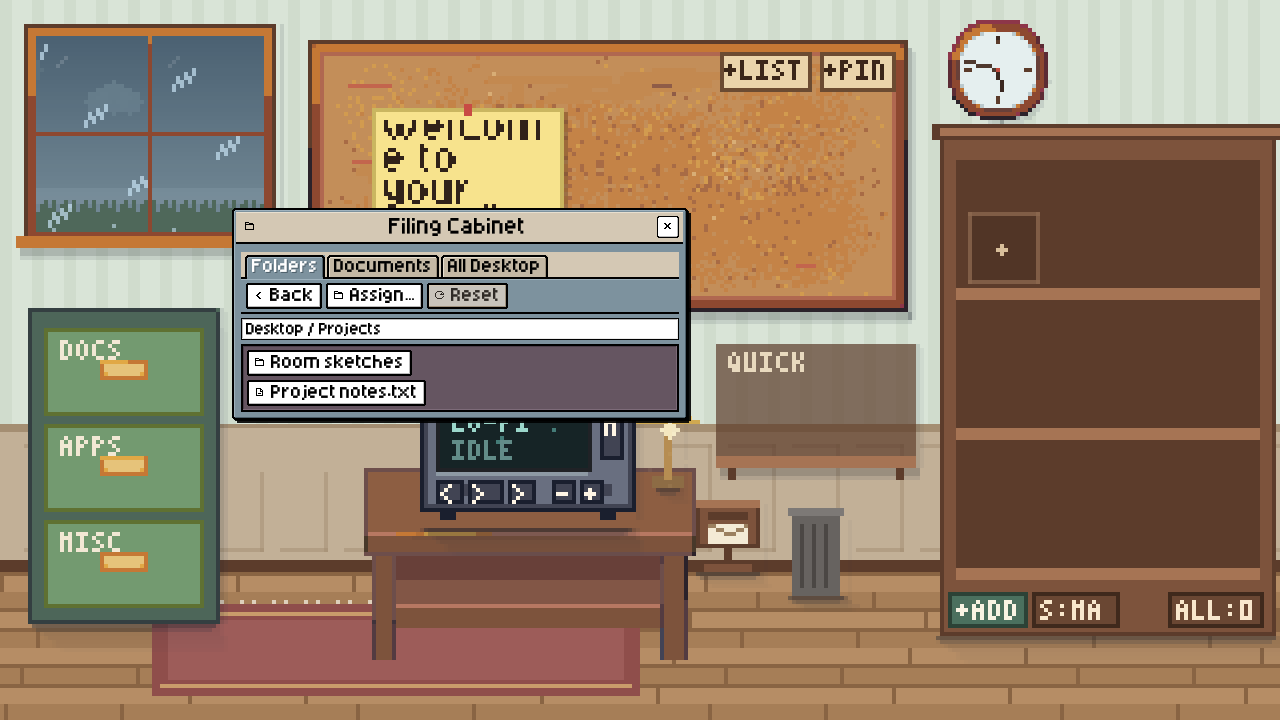 +LIST
+PIN
Welcom
e to
your
Filing Cabinet
Folders
Documents
All Desktop
Back
Assign...
Reset
Desktop / Projects
Room sketches
Project notes.txt
DOCS
APPS
MISC
QUICK
IDLE
+ADD
S:MA
ALL:0